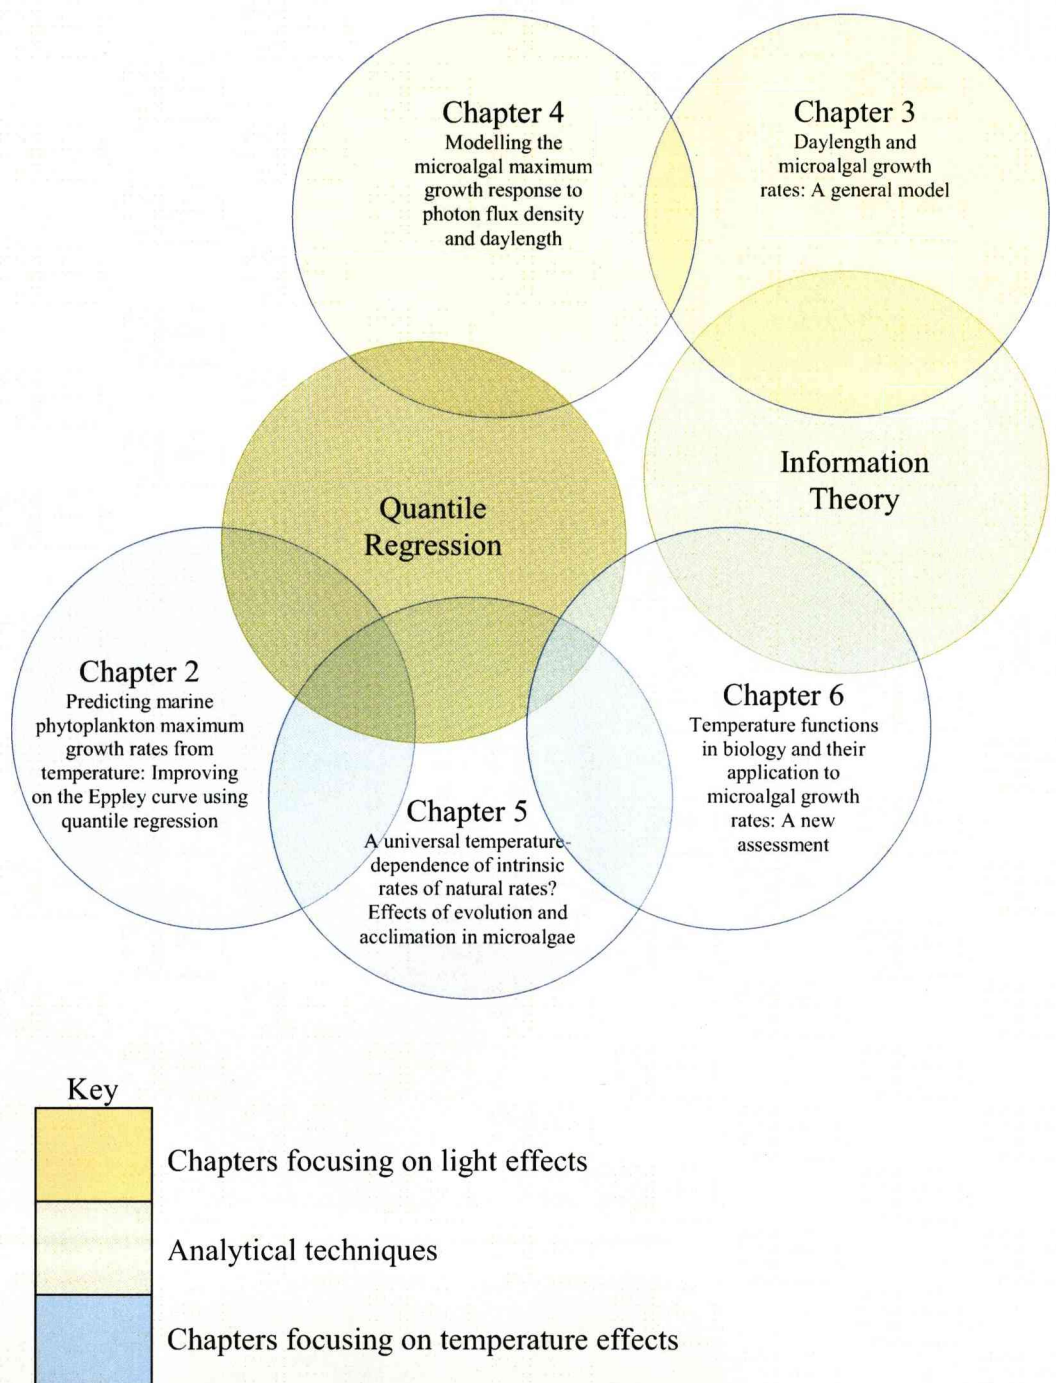 Chapter 4
Modelling the
microalgal maximum
growth response to
photon flux density
and daylength
Chapter 3
Daylength and
microalgal growth
rates: A general model
Information
Theory
Quantile
Regression
Chapter 2
Predicting marine
phytoplankton maximum
growth rates from
temperature: Improving
on the Eppley curve using
quantile regression
Chapter 6
Temperature functions
in biology and their
application to
microalgal growth
rates: A new
assessment
Chapter 5
A universal temperature-
dependence of intrinsic
rates of natural rates?
Effects of evolution and
acclimation in microalgae
Key
Chapters focusing on light effects
Analytical techniques
Chapters focusing on temperature effects